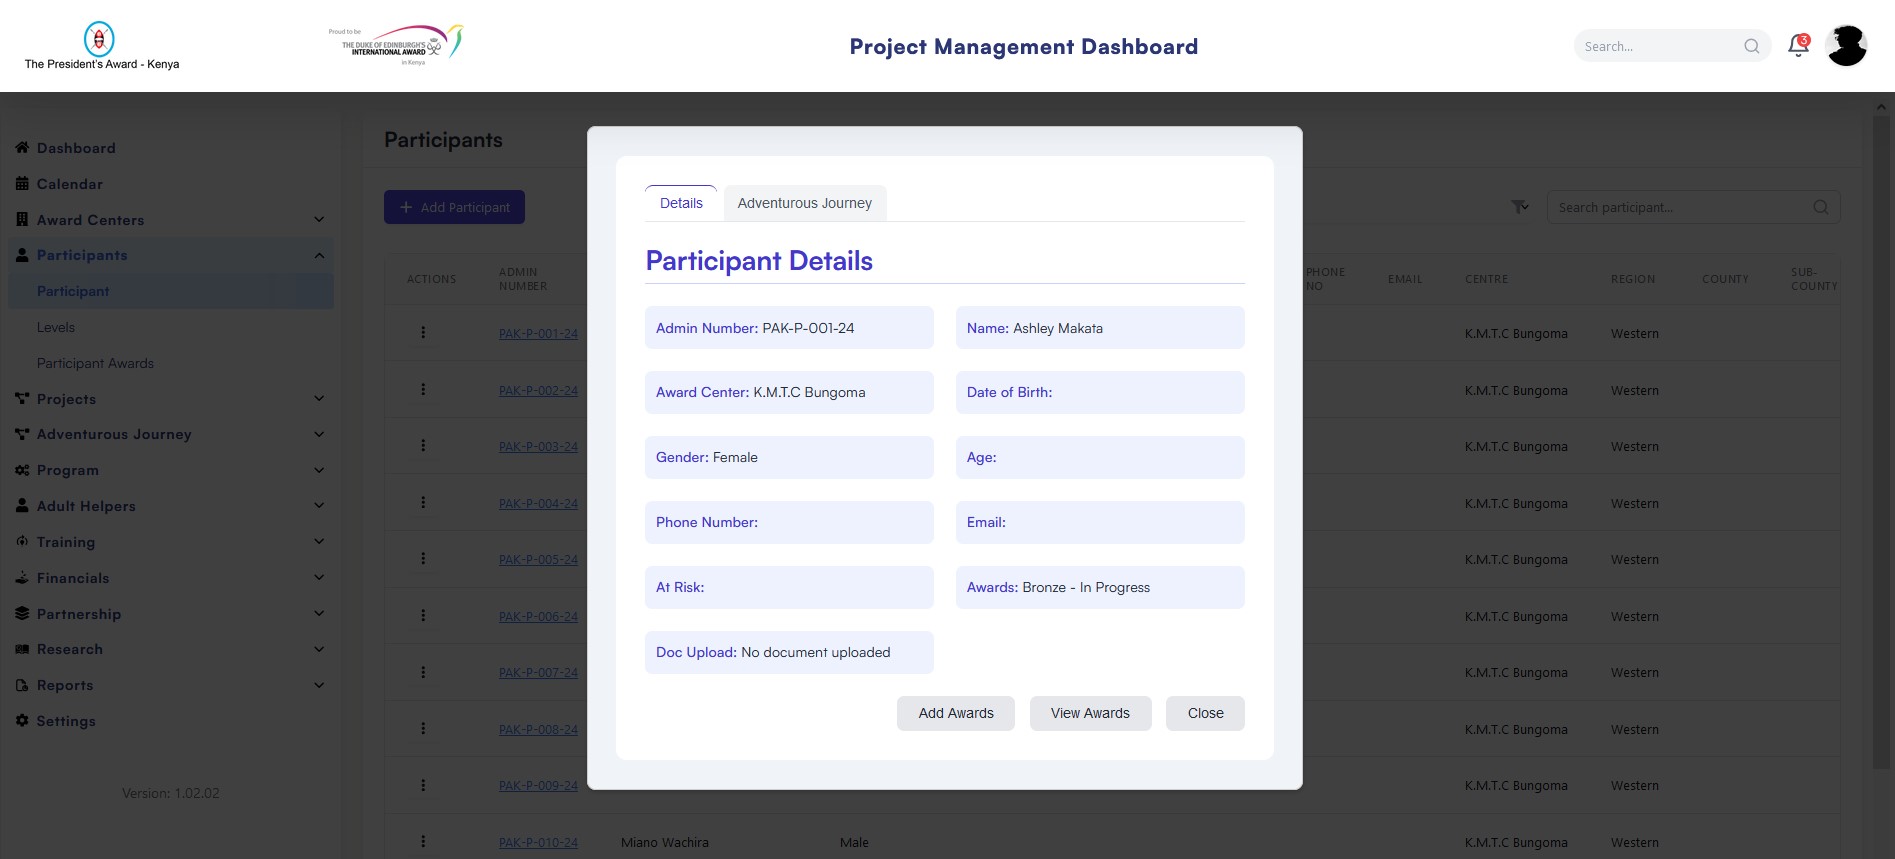 The President's Award - Kenya
Proud to be
THE DUKE OF EDINBURGH'S
INTERNATIONAL AWARD
in Kenya
Project Management Dashboard
Search...
3
Dashboard
Calendar
Award Centers
Participants
Participant
Levels
Participant Awards
Projects
Adventurous Journey
Program
Adult Helpers
Training
Financials
Partnership
Research
Reports
Settings
Version: 1.02.02
Participants
Add Participant
Search participant...
ACTIONS
ADMIN NUMBER
PHONE NO
EMAIL
CENTRE
REGION
COUNTY
SUB-COUNTY
PAK-P-001-24 K.M.T.C Bungoma Western
PAK-P-002-24 K.M.T.C Bungoma Western
PAK-P-003-24 K.M.T.C Bungoma Western
PAK-P-004-24 K.M.T.C Bungoma Western
PAK-P-005-24 K.M.T.C Bungoma Western
PAK-P-006-24 K.M.T.C Bungoma Western
PAK-P-007-24 K.M.T.C Bungoma Western
PAK-P-008-24 K.M.T.C Bungoma Western
PAK-P-009-24 K.M.T.C Bungoma Western
PAK-P-010-24 Miano Wachira Male K.M.T.C Bungoma Western
Details
Adventurous Journey
Participant Details
Admin Number: PAK-P-001-24
Name: Ashley Makata
Award Center: K.M.T.C Bungoma
Date of Birth:
Gender: Female
Age:
Phone Number:
Email:
At Risk:
Awards: Bronze - In Progress
Doc Upload: No document uploaded
Add Awards
View Awards
Close